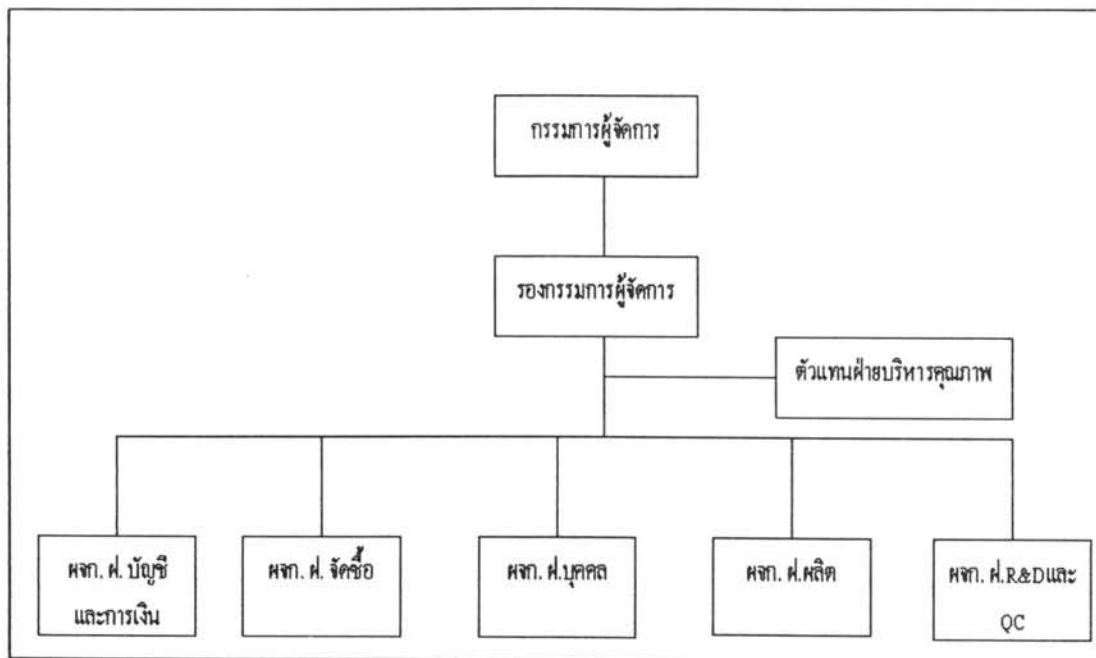 กรรมการผู้จัดการ
รองกรรมการผู้จัดการ
ตัวแทนฝ่ายบริหารคุณภาพ
ผจก. ฝ. บัญชี
และการเงิน
ผจก. ฝ. จัดซื้อ
ผจก. ฝ.บุคคล
ผจก. ฝ.ผลิต
ผจก. ฝ.R&Dและ
QC